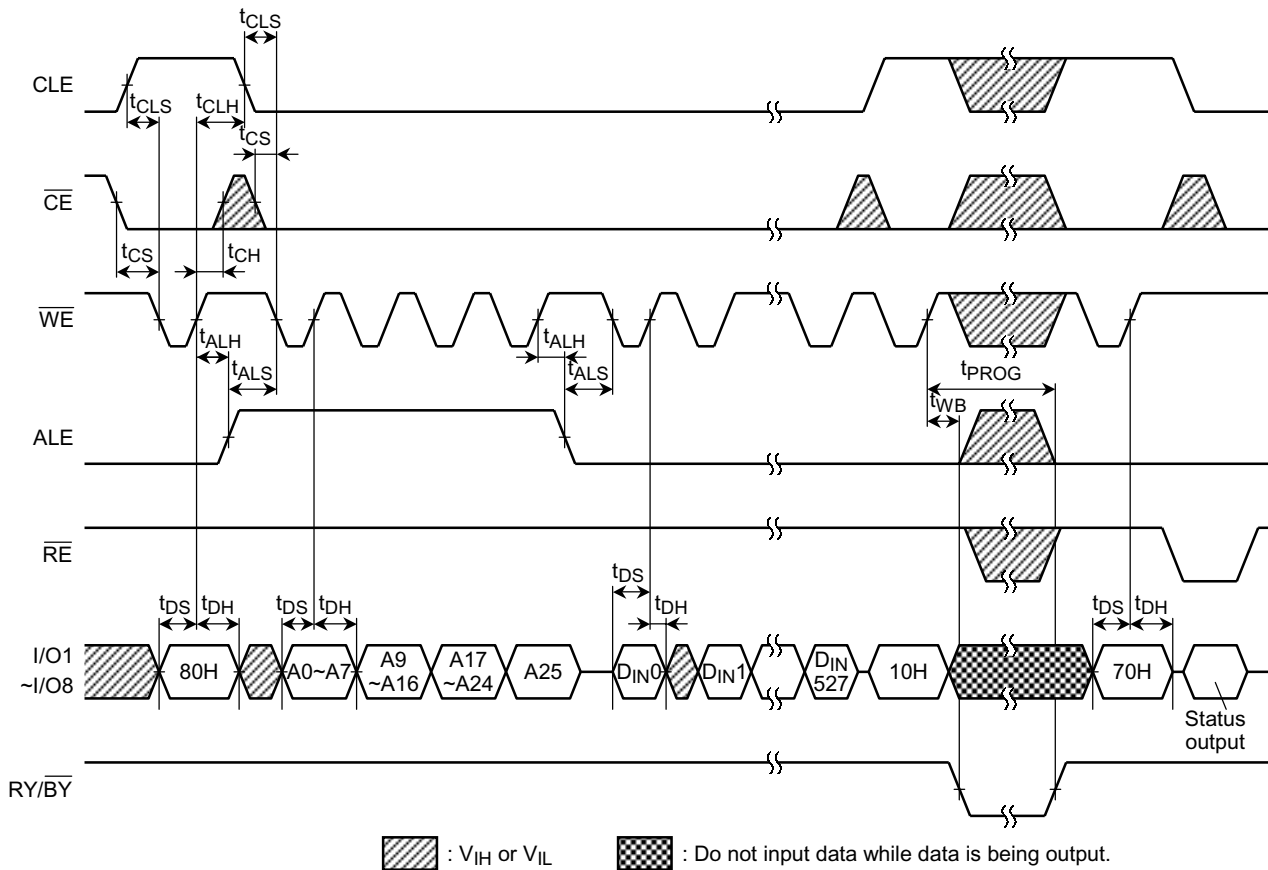 tCLS
CLE
tCLS
tCLH
tCS
CE
tCS
tCH
WE
tALH
tALS
tALH
tALS
tPROG
tWB
ALE
RE
tDS
tDH
tDS
tDH
tDS
tDH
tDS
tDH
I/O1
~I/O8
80H
A0~A7
A9
~A16
A17
~A24
A25
DIN0
DIN1
DIN
527
10H
70H
Status
output
RY/BY
: VIH or VIL
: Do not input data while data is being output.